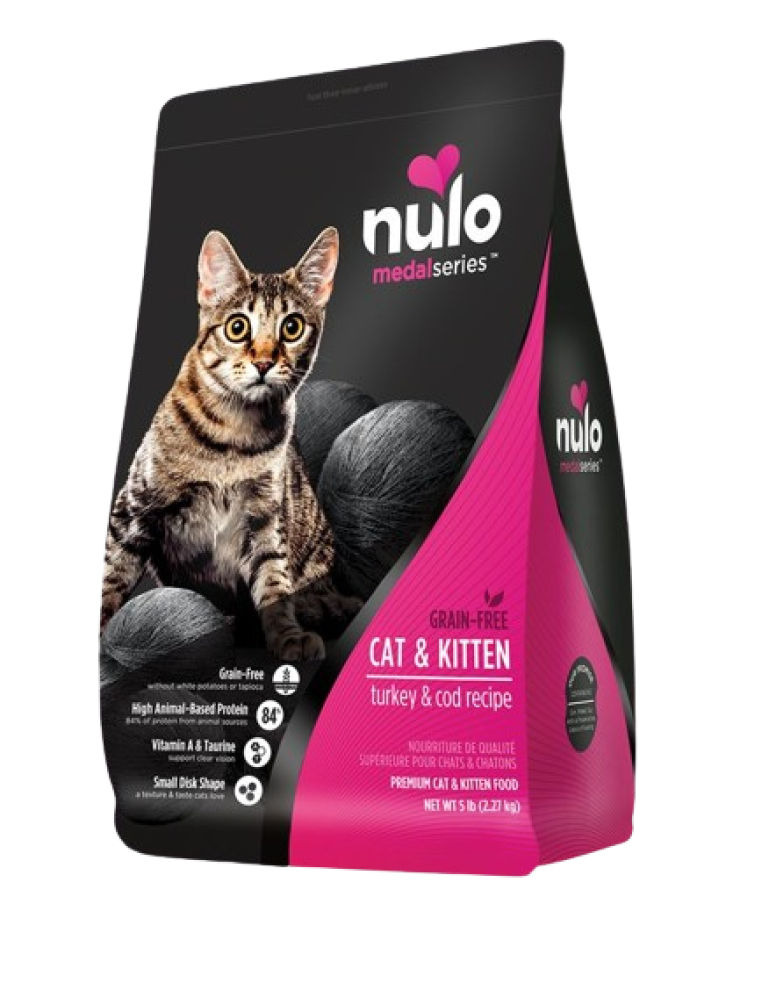 nulo
medalseries™
GRAIN-FREE
CAT & KITTEN
turkey & cod recipe
NOURRITURE DE QUALITÉ
SUPÉRIEURE POUR CHATS & CHATONS
PREMIUM CAT & KITTEN FOOD
NET WT 5 lb (2.27 kg)
Grain-Free
without white potatoes or tapioca
High Animal-Based Protein
84% of protein from animal sources
84%
Vitamin A & Taurine
support clear vision
Small Disk Shape
a texture & taste cats love
nulo
medalseries™